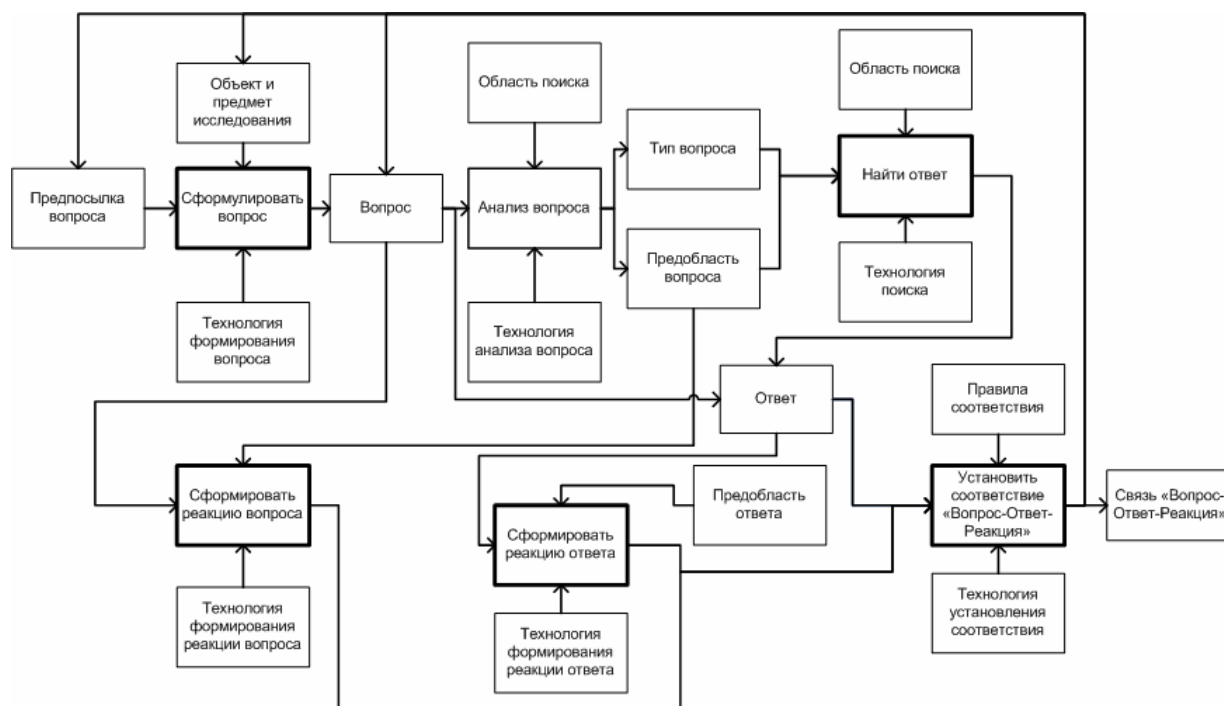 Объект и
предмет
исследования
Область поиска
Область поиска
Предпосылка
вопроса
Сформулировать
вопрос
Вопрос
Анализ вопроса
Тип вопроса
Предобласть
вопроса
Найти ответ
Технология
формирования
вопроса
Технология
анализа вопроса
Технология
поиска
Ответ
Правила
соответствия
Сформировать
реакцию вопроса
Сформировать
реакцию ответа
Предобласть
ответа
Установить
соответствие
«Вопрос-Ответ-
Реакция»
Связь «Вопрос-
Ответ-Реакция»
Технология
формирования
реакции вопроса
Технология
формирования
реакции ответа
Технология
установления
соответствия